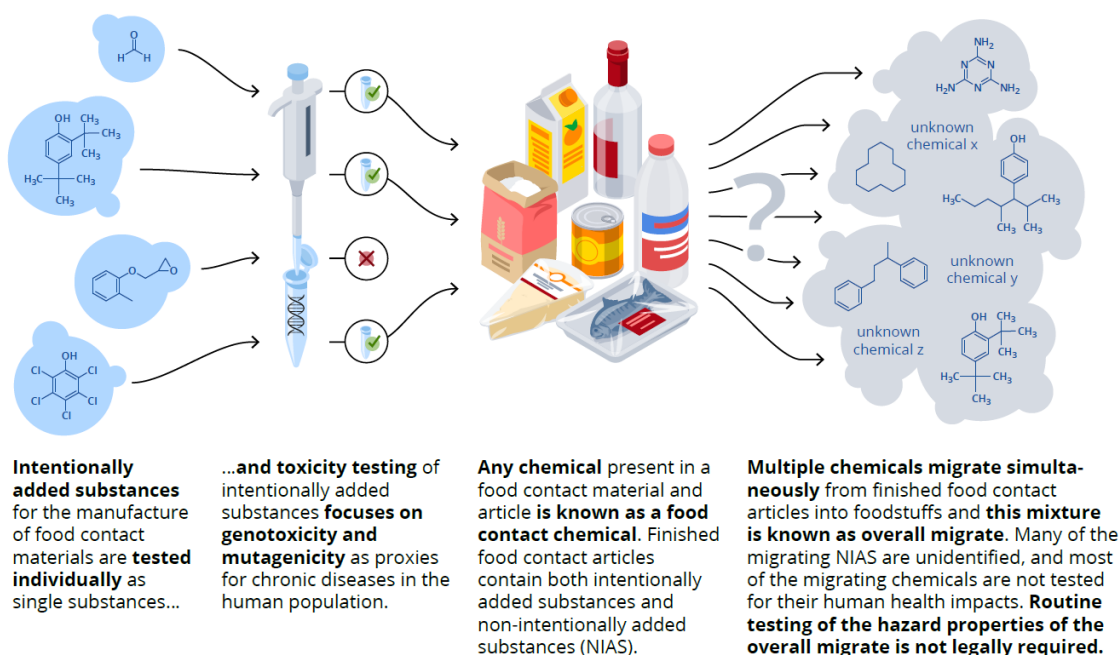 O
H H
OH
CH₃
CH₃
CH₃
H₃C
CH₃
CH₃
O
O
OH
Cl
Cl
Cl
Cl
Cl
?
NH₂
N
N
N
H₂N
NH₂
unknown
chemical x
OH
H₃C
CH₃
CH₃ CH₃
unknown
chemical y
unknown
chemical z
OH
CH₃
CH₃
CH₃
H₃C
CH₃
CH₃
Intentionally
added substances
for the manufacture
of food contact
materials are tested
individually as
single substances...
...and toxicity testing of
intentionally added
substances focuses on
genotoxicity and
mutagenicity as proxies
for chronic diseases in the
human population.
Any chemical present in a
food contact material and
article is known as a food
contact chemical. Finished
food contact articles
contain both intentionally
added substances and
non-intentionally added
substances (NIAS).
Multiple chemicals migrate simulta-
neously from finished food contact
articles into foodstuffs and this mixture
is known as overall migrate. Many of the
migrating NIAS are unidentified, and most
of the migrating chemicals are not tested
for their human health impacts. Routine
testing of the hazard properties of the
overall migrate is not legally required.